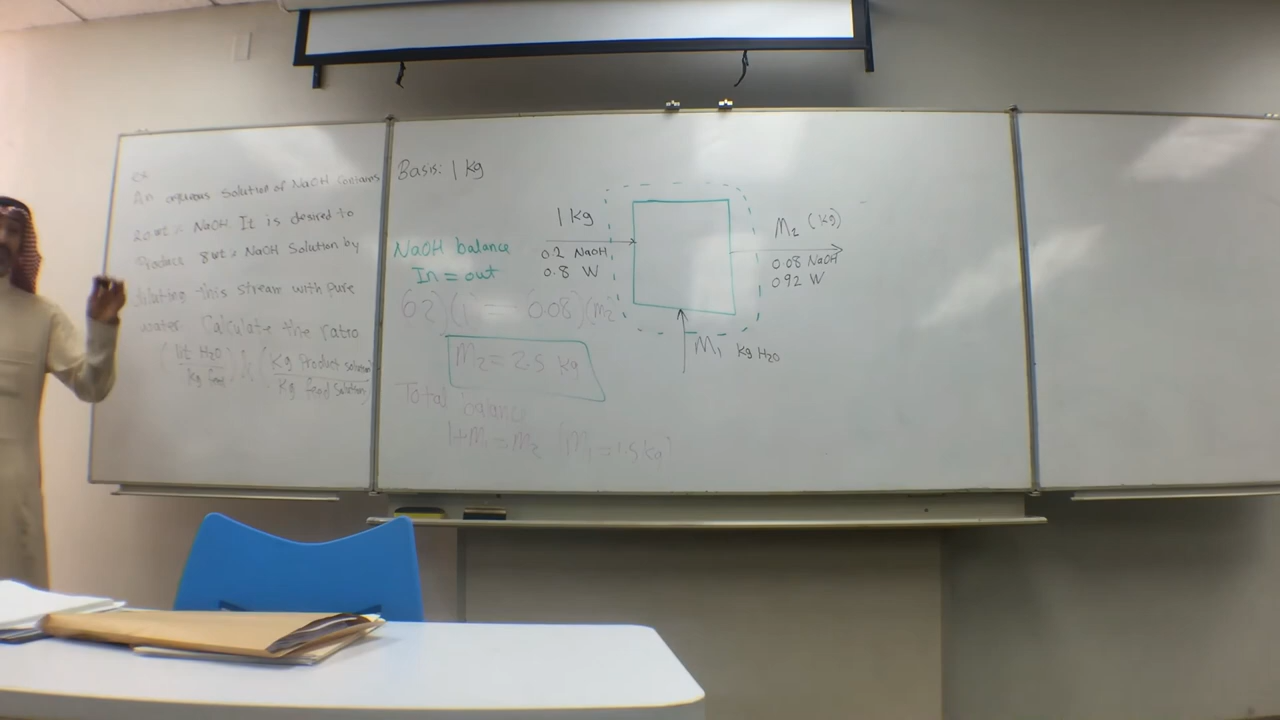 ex
An aqueous solution of NaOH contains
20 wt % NaOH. It is desired to
Produce 8 wt % NaOH Solution by
diluting this stream with pure
water. Calculate the ratio
(lit H2O / kg feed) & (Kg Product solution / Kg feed solution)
Basis: 1 Kg
NaOH balance
In = out
(0.2)(1) = (0.08)(M2)
M2 = 2.5 kg
Total balance
1+M1 = M2 [M1 = 1.5 kg]
1 Kg
0.2 NaOH
0.8 W
M2 (kg)
0.08 NaOH
0.92 W
M1 kg H2O